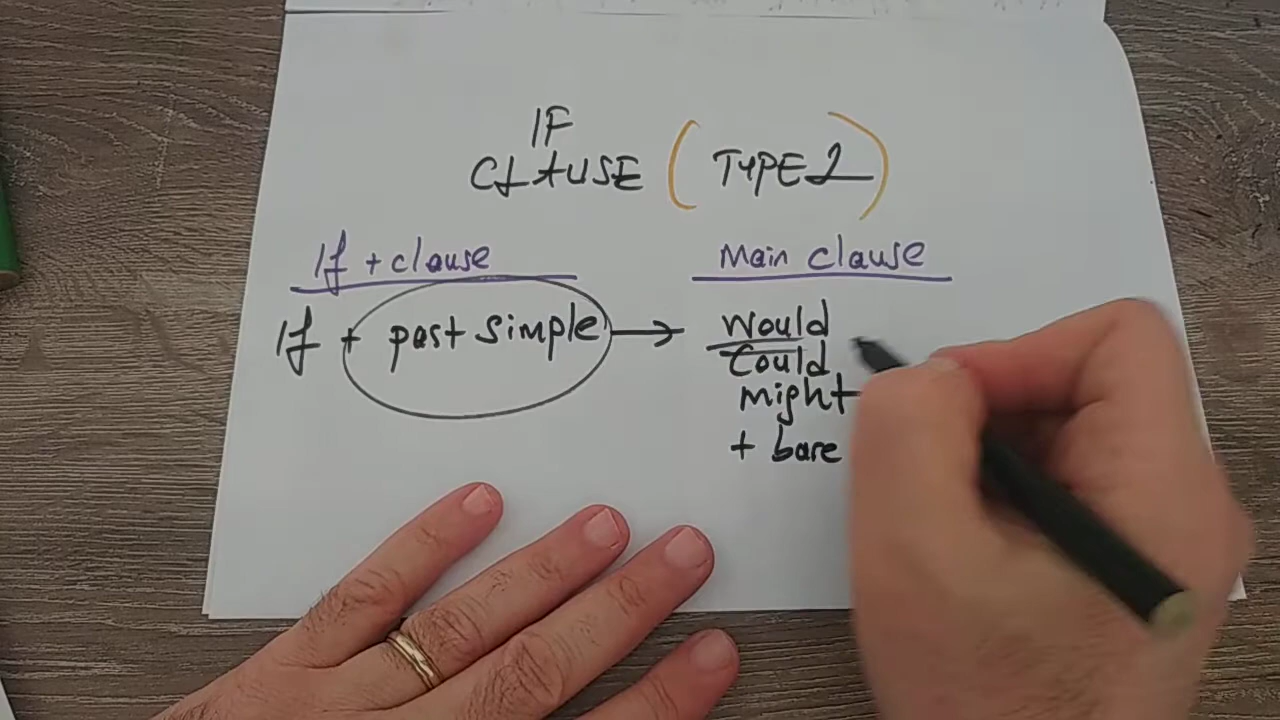 IF
CLAUSE (TYPE 2)
If + clause
Main clause
If + past simple →
would
could
might
+ bare